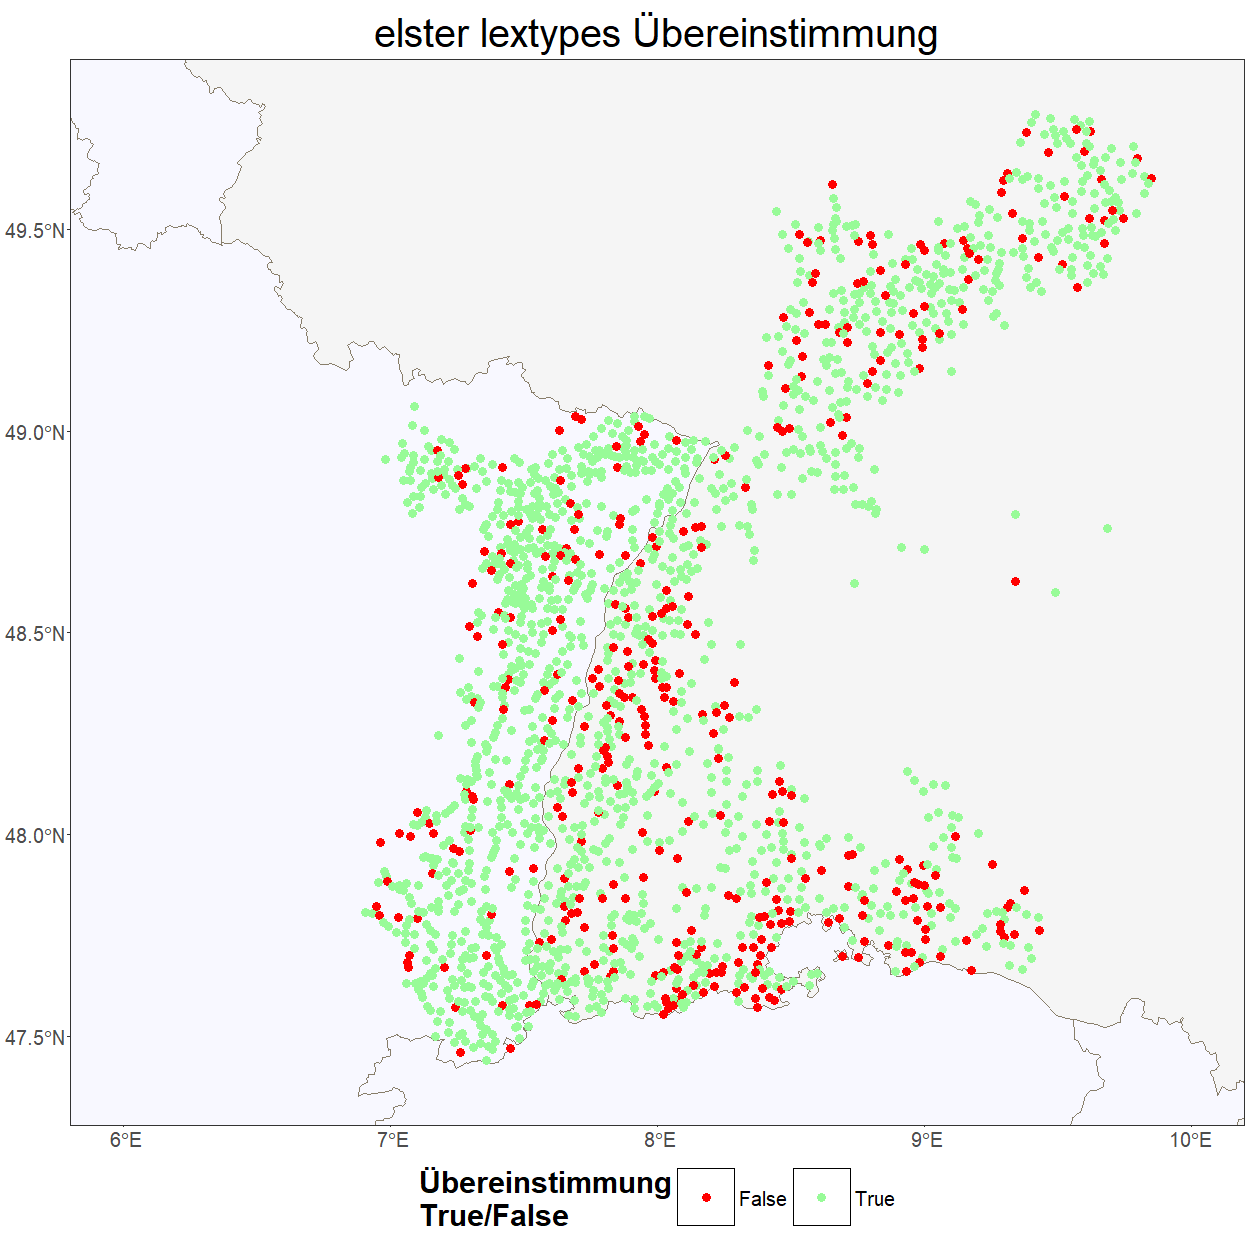 elster lextypes Übereinstimmung
49.5°N
49.0°N
48.5°N
48.0°N
47.5°N
6°E 7°E 8°E 9°E 10°E
Übereinstimmung
True/False
False True